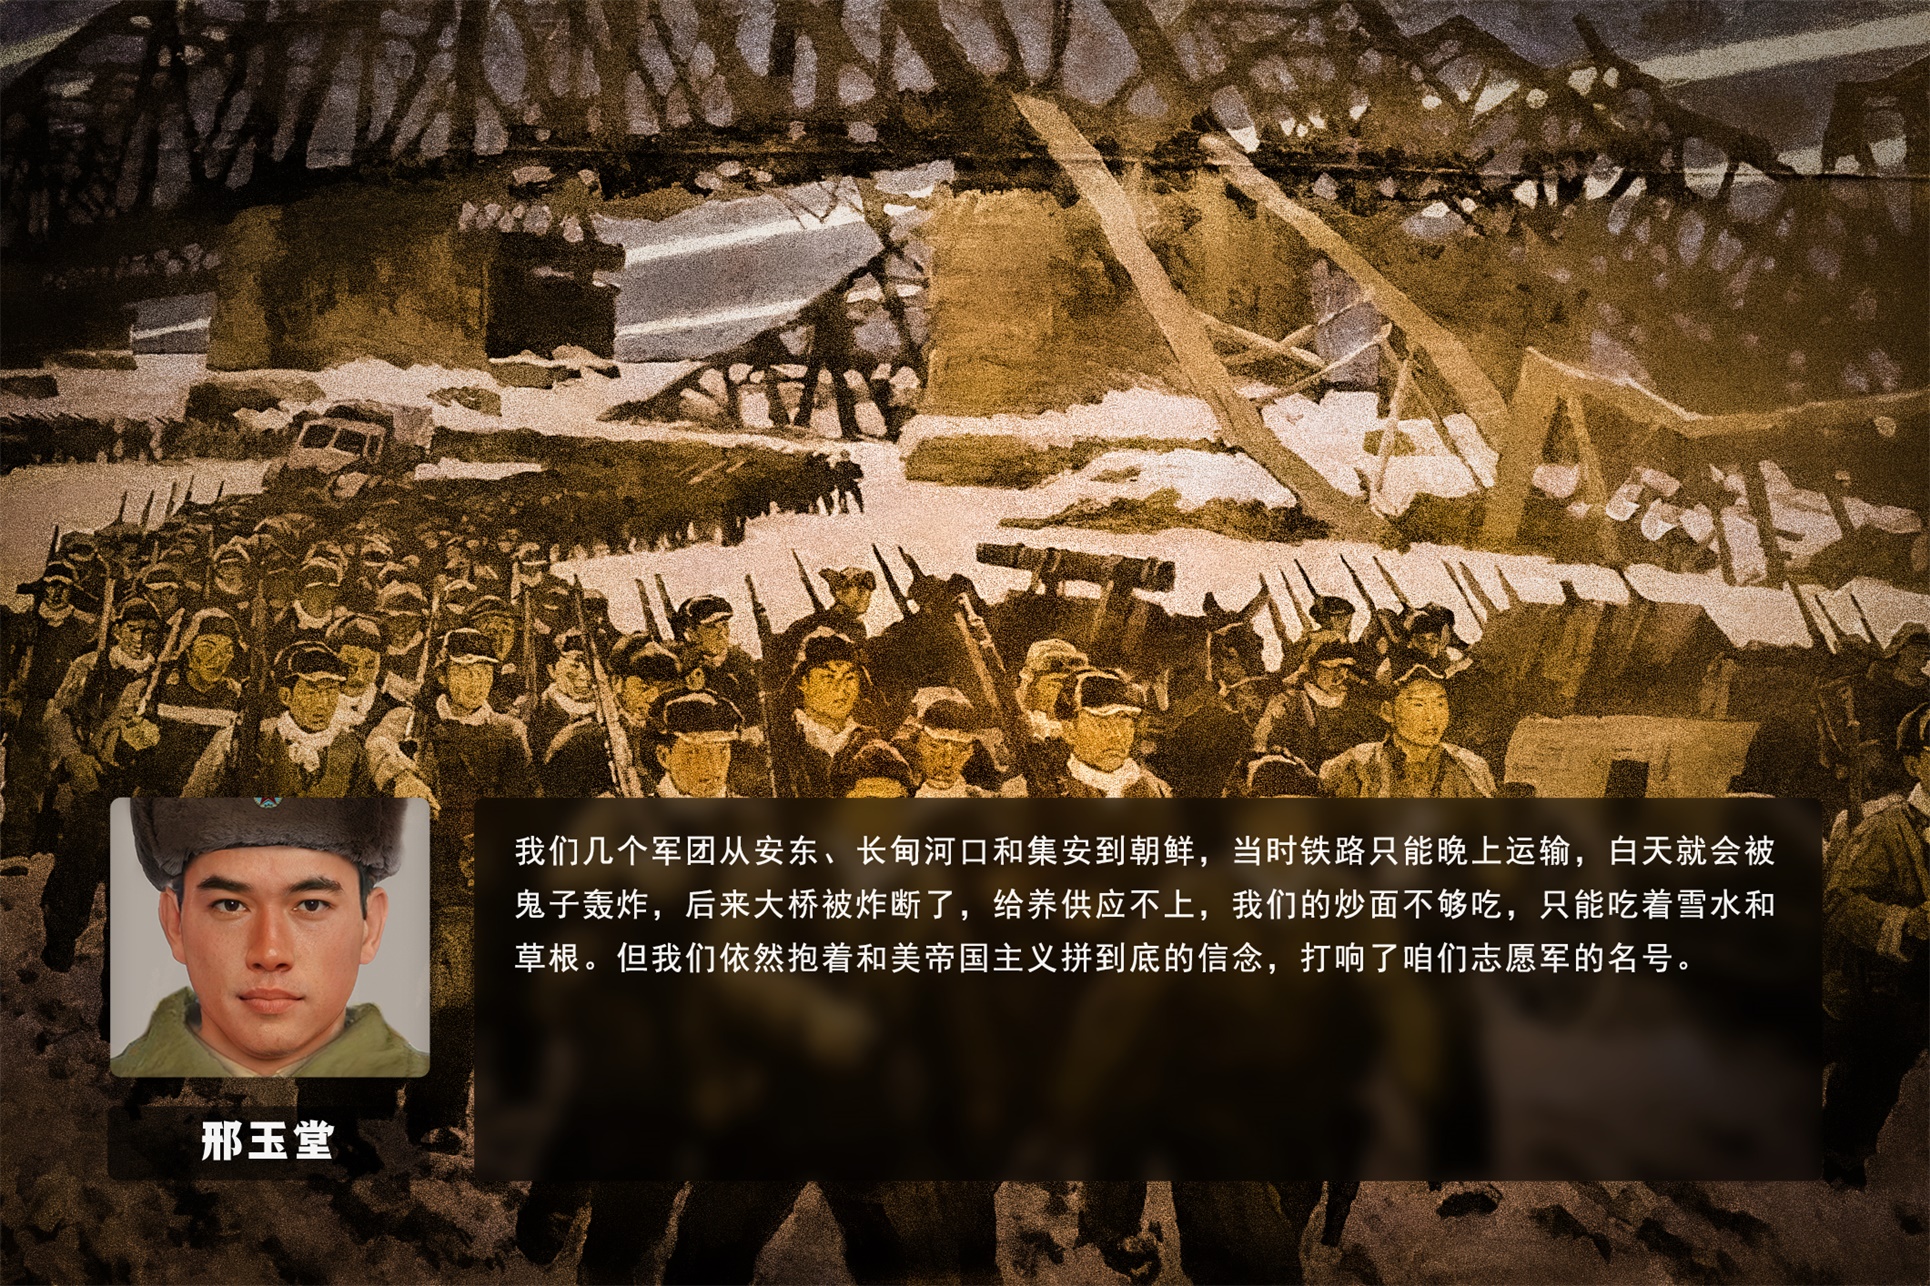 我们几个军团从安东、长甸河口和集安到朝鲜，当时铁路只能晚上运输，白天就会被
鬼子轰炸，后来大桥被炸断了，给养供应不上，我们的炒面不够吃，只能吃着雪水和
草根。但我们依然抱着和美帝国主义拼到底的信念，打响了咱们志愿军的名号。
邢玉堂